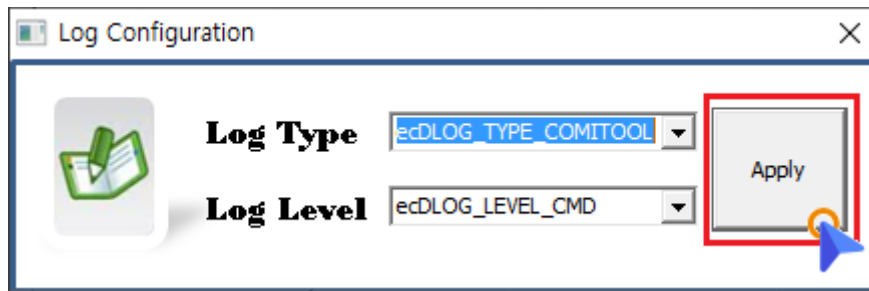 Log Configuration
Log Type ecDLOG_TYPE_COMITOOL
Apply
Log Level ecDLOG_LEVEL_CMD